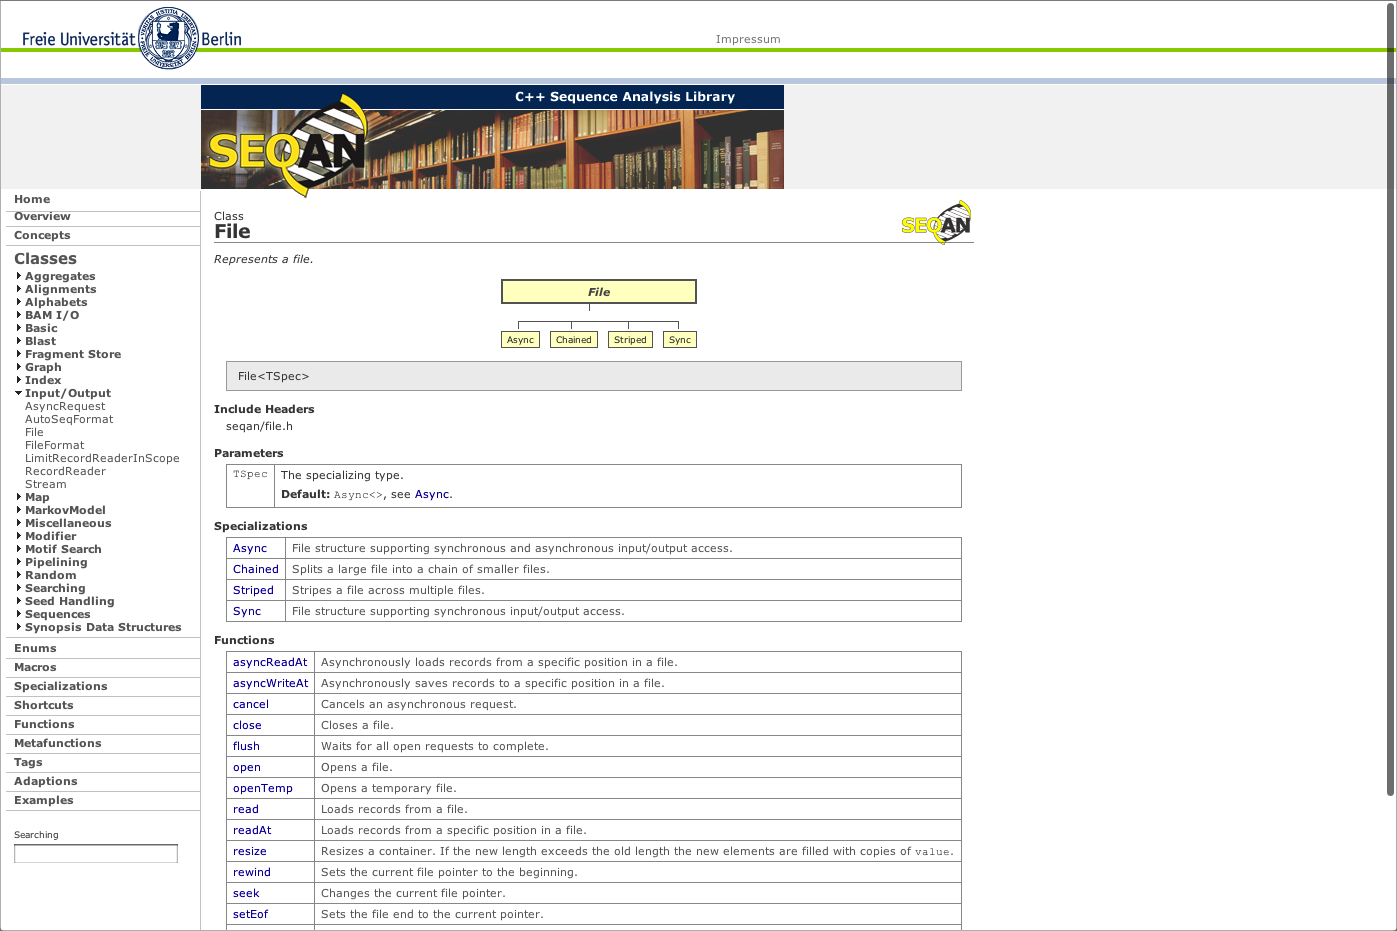 Freie Universität Berlin
Impressum
C++ Sequence Analysis Library
SEQAN
Home
Overview
Concepts
Classes
Aggregates
Alignments
Alphabets
BAM I/O
Basic
Blast
Fragment Store
Graph
Index
Input/Output
AsyncRequest
AutoSeqFormat
File
FileFormat
LimitRecordReaderInScope
RecordReader
Stream
Map
MarkovModel
Miscellaneous
Modifier
Motif Search
Pipelining
Random
Searching
Seed Handling
Sequences
Synopsis Data Structures
Enums
Macros
Specializations
Shortcuts
Functions
Metafunctions
Tags
Adaptions
Examples
Searching
Class
File
SEQAN
Represents a file.
File
Async Chained Striped Sync
File<TSpec>
Include Headers
seqan/file.h
Parameters
TSpec The specializing type.
Default: Async<>, see Async.
Specializations
Async File structure supporting synchronous and asynchronous input/output access.
Chained Splits a large file into a chain of smaller files.
Striped Stripes a file across multiple files.
Sync File structure supporting synchronous input/output access.
Functions
asyncReadAt Asynchronously loads records from a specific position in a file.
asyncWriteAt Asynchronously saves records to a specific position in a file.
cancel Cancels an asynchronous request.
close Closes a file.
flush Waits for all open requests to complete.
open Opens a file.
openTemp Opens a temporary file.
read Loads records from a file.
readAt Loads records from a specific position in a file.
resize Resizes a container. If the new length exceeds the old length the new elements are filled with copies of value.
rewind Sets the current file pointer to the beginning.
seek Changes the current file pointer.
setEof Sets the file end to the current pointer.